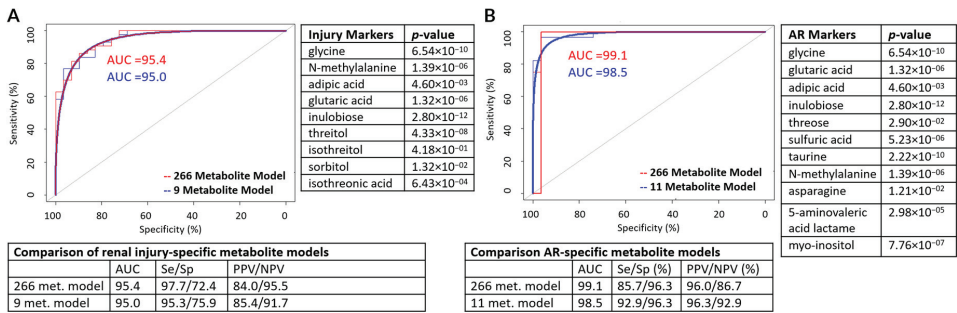 A
Sensitivity (%)
100
80
60
40
20
0
AUC =95.4
AUC =95.0
266 Metabolite Model
9 Metabolite Model
100 80 60 40 20 0
Specificity (%)
Injury Markers p-value
glycine 6.54×10⁻¹⁰
N-methylalanine 1.39×10⁻⁰⁶
adipic acid 4.60×10⁻⁰³
glutaric acid 1.32×10⁻⁰⁶
inulobiose 2.80×10⁻¹²
threitol 4.33×10⁻⁰⁸
isothreitol 4.18×10⁻⁰¹
sorbitol 1.32×10⁻⁰²
isothreonic acid 6.43×10⁻⁰⁴
Comparison of renal injury-specific metabolite models
AUC Se/Sp PPV/NPV
266 met. model 95.4 97.7/72.4 84.0/95.5
9 met. model 95.0 95.3/75.9 85.4/91.7
B
Sensitivity (%)
100
80
60
40
20
0
AUC =99.1
AUC =98.5
266 Metabolite Model
11 Metabolite Model
100 80 60 40 20 0
Specificity (%)
AR Markers p-value
glycine 6.54×10⁻¹⁰
glutaric acid 1.32×10⁻⁰⁶
adipic acid 4.60×10⁻⁰³
inulobiose 2.80×10⁻¹²
threose 2.90×10⁻⁰²
sulfuric acid 5.23×10⁻⁰⁶
taurine 2.22×10⁻¹⁰
N-methylalanine 1.39×10⁻⁰⁶
asparagine 1.21×10⁻⁰²
5-aminovaleric
acid lactame 2.98×10⁻⁰⁵
myo-inositol 7.76×10⁻⁰⁷
Comparison AR-specific metabolite models
AUC Se/Sp (%) PPV/NPV (%)
266 met. model 99.1 85.7/96.3 96.0/86.7
11 met. model 98.5 92.9/96.3 96.3/92.9